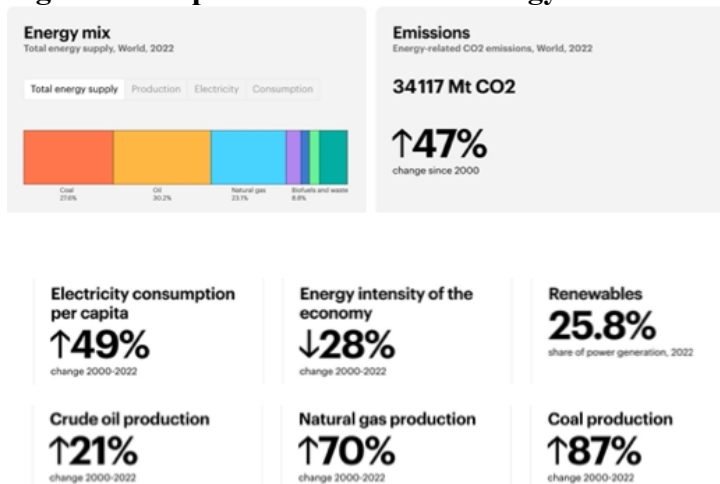 Energy mix
Total energy supply, World, 2022
Total energy supply Production Electricity Consumption
Coal
27.6%
Oil
30.2%
Natural gas
23.1%
Biofuels and waste
8.8%
Emissions
Energy-related CO2 emissions, World, 2022
34117 Mt CO2
↑47%
change since 2000
Electricity consumption
per capita
↑49%
change 2000-2022
Energy intensity of the
economy
↓28%
change 2000-2022
Renewables
25.8%
share of power generation, 2022
Crude oil production
↑21%
change 2000-2022
Natural gas production
↑70%
change 2000-2022
Coal production
↑87%
change 2000-2022